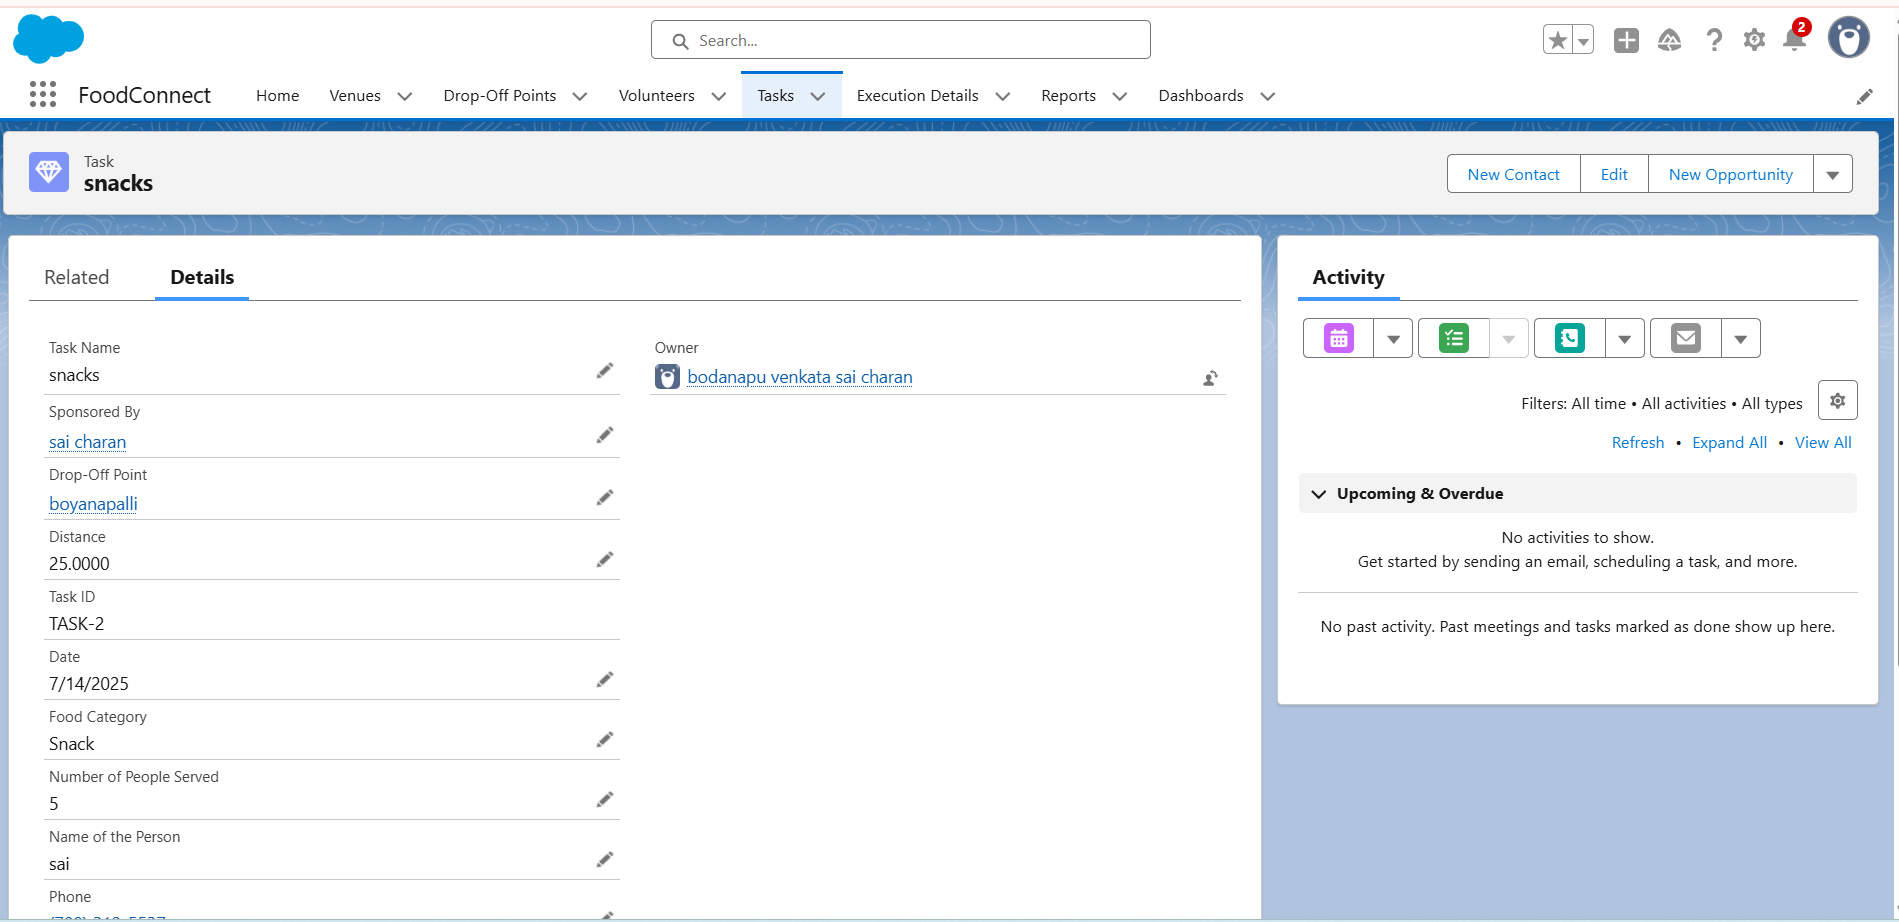 Search...
2
FoodConnect
Home
Venues
Drop-Off Points
Volunteers
Tasks
Execution Details
Reports
Dashboards
Task
snacks
New Contact
Edit
New Opportunity
Related
Details
Task Name
snacks
Sponsored By
sai charan
Drop-Off Point
boyanapalli
Distance
25.0000
Task ID
TASK-2
Date
7/14/2025
Food Category
Snack
Number of People Served
5
Name of the Person
sai
Phone
Owner
bodanapu venkata sai charan
Activity
Filters: All time • All activities • All types
Refresh • Expand All • View All
Upcoming & Overdue
No activities to show.
Get started by sending an email, scheduling a task, and more.
No past activity. Past meetings and tasks marked as done show up here.